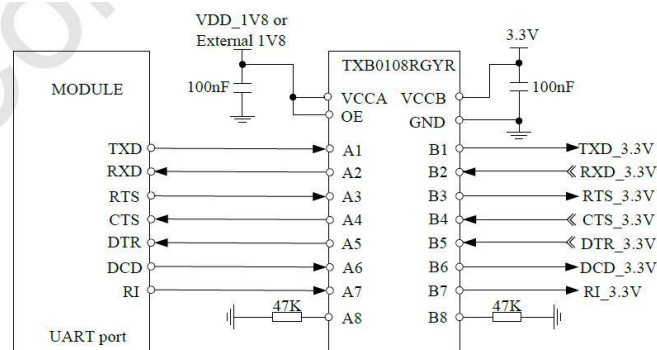 VDD_1V8 or
External 1V8
3.3V
TXB0108RGYR
MODULE
100nF
100nF
VCCA VCCB
OE
GND
TXD A1 B1 TXD_3.3V
RXD A2 B2 RXD_3.3V
RTS A3 B3 RTS_3.3V
CTS A4 B4 CTS_3.3V
DTR A5 B5 DTR_3.3V
DCD A6 B6 DCD_3.3V
RI A7 B7 RI_3.3V
47K A8 B8 47K
UART port